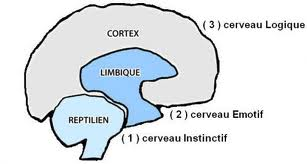 CORTEX
( 3 ) cerveau Logique
LIMBIQUE
( 2 ) cerveau Emotif
REPTILIEN
( 1 ) cerveau Instinctif